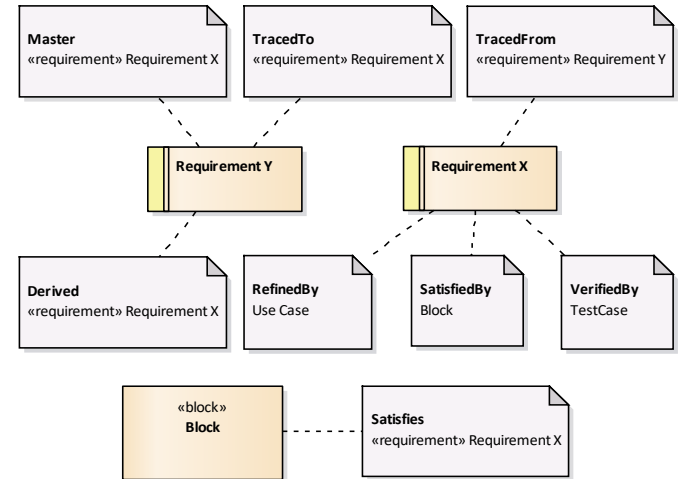 Master
«requirement» Requirement X
TracedTo
«requirement» Requirement X
TracedFrom
«requirement» Requirement Y
Requirement Y
Requirement X
Derived
«requirement» Requirement X
RefinedBy
Use Case
SatisfiedBy
Block
VerifiedBy
TestCase
«block»
Block
Satisfies
«requirement» Requirement X